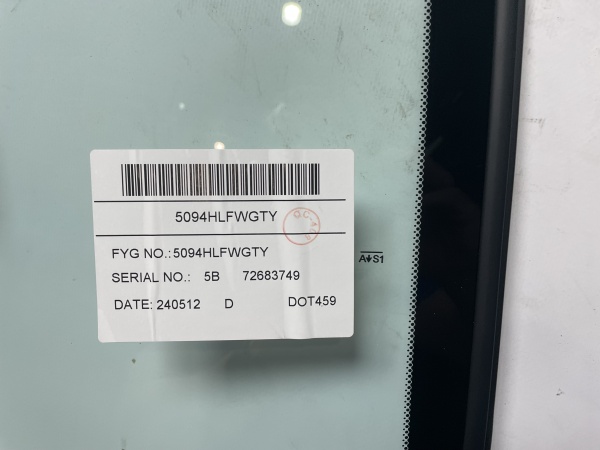 5094HLFWGTY
FYG NO.:5094HLFWGTY
SERIAL NO.: 5B 72683749
DATE: 240512 D DOT459
AS1